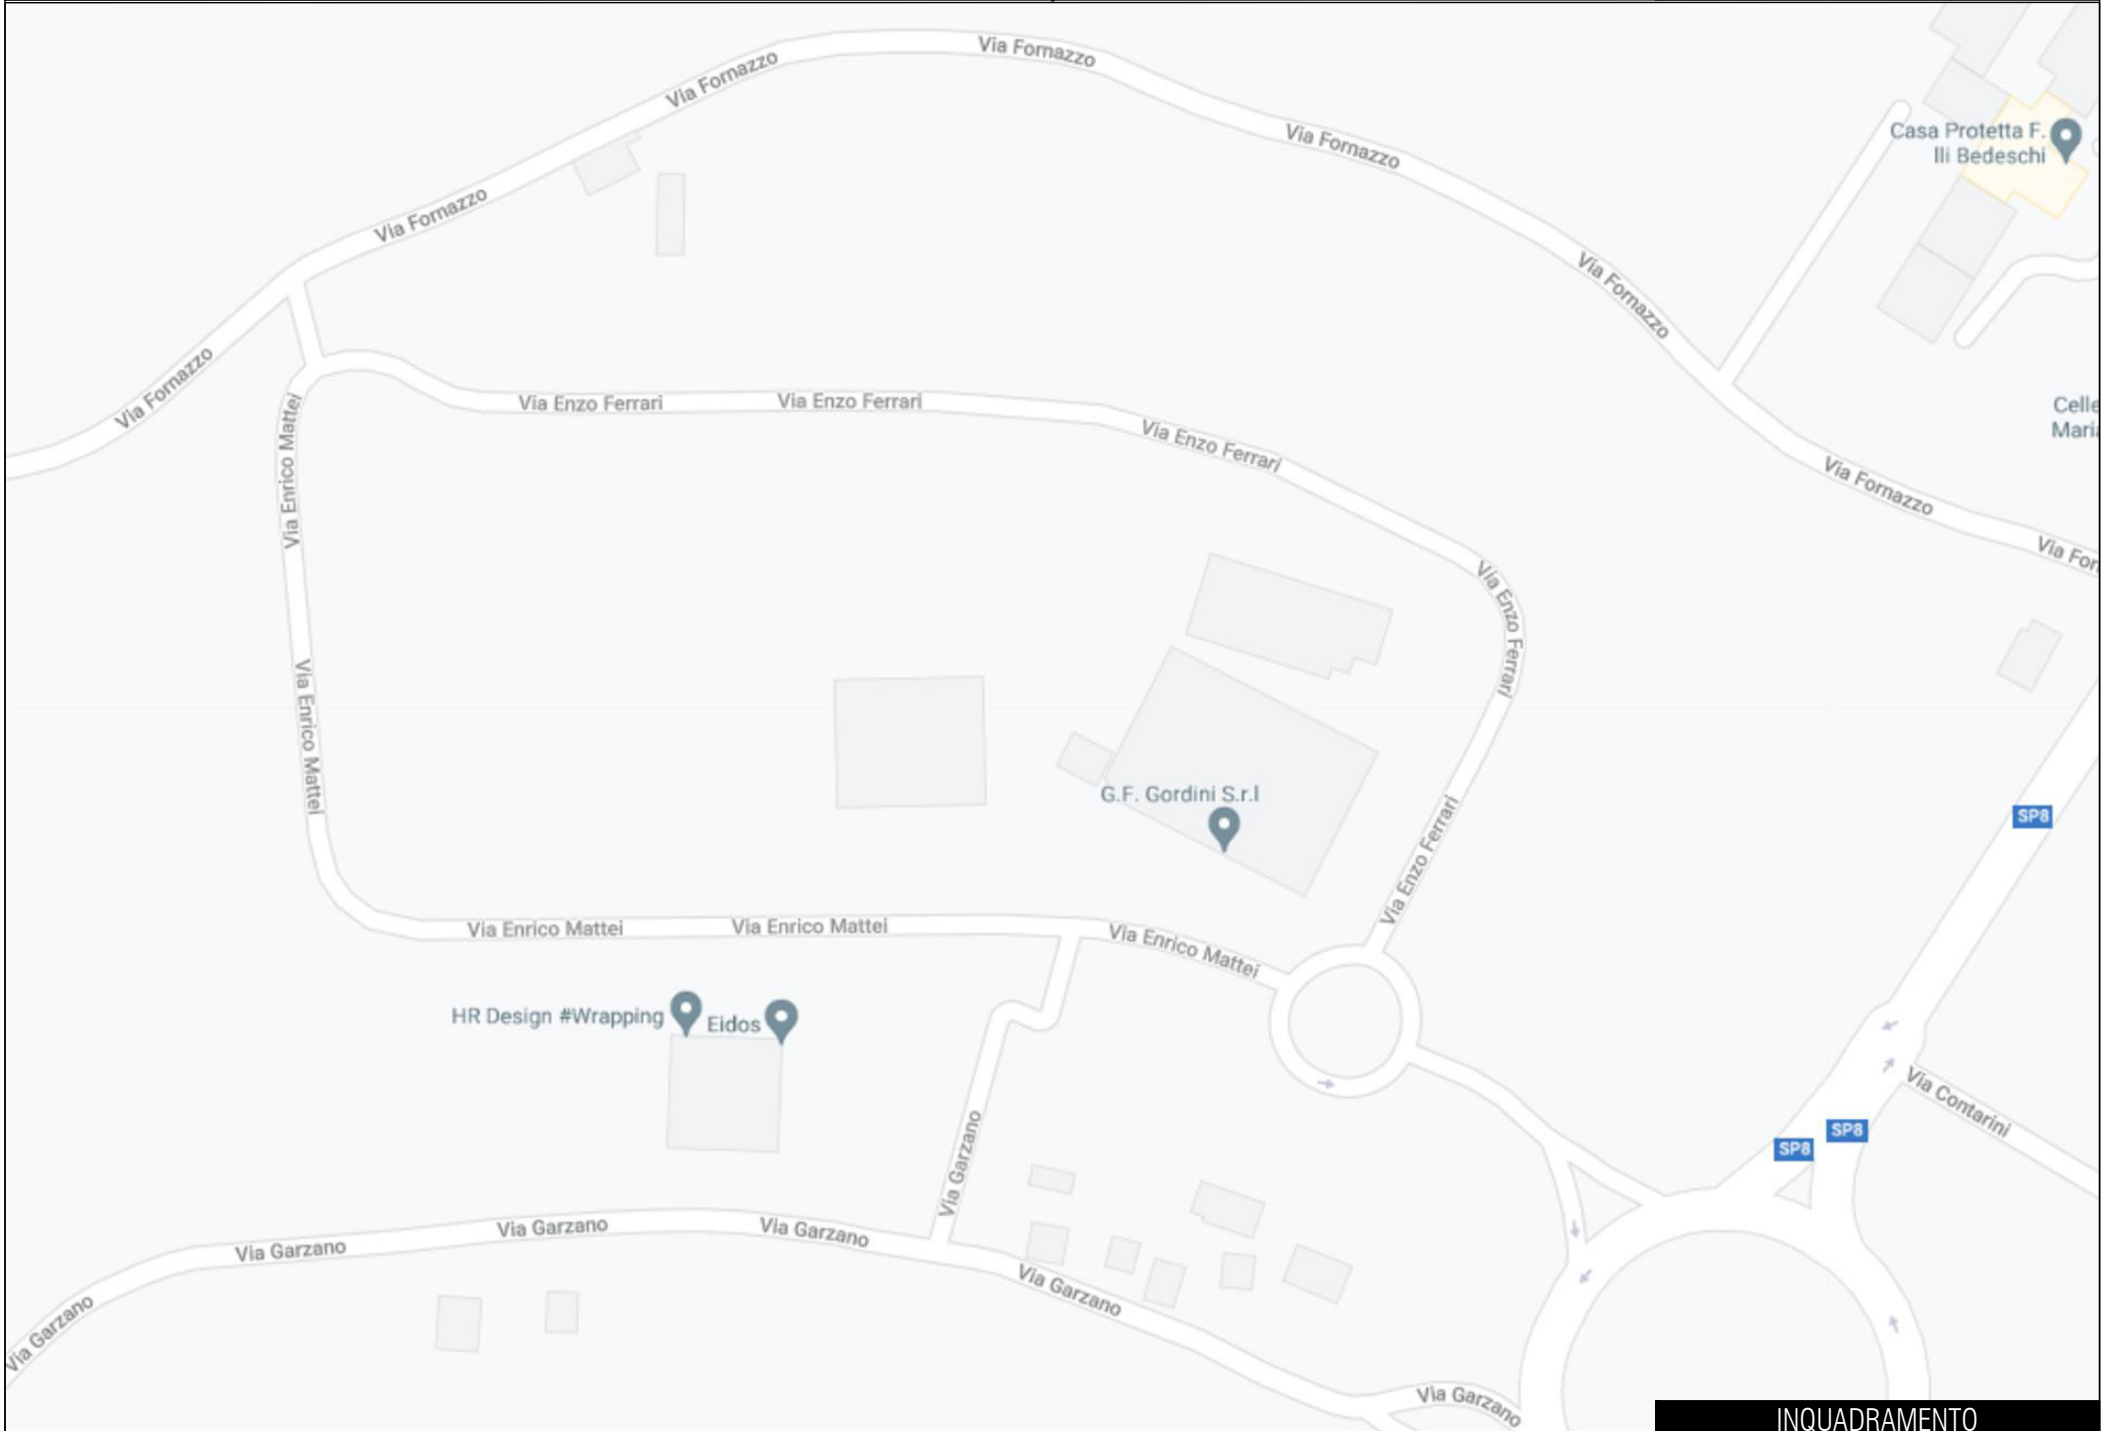 Via Fornazzo
Via Fornazzo
Via Fornazzo
Casa Protetta F.
lli Bedeschi
Via Fornazzo
Via Fornazzo
Via Fornazzo
Via Enzo Ferrari
Via Enzo Ferrari
Via Enzo Ferrari
Celle
Maria
Via Enrico Mattei
Via Fornazzo
Via Forn
Via Enzo Ferrari
Via Enrico Mattei
G.F. Gordini S.r.l
SP8
Via Enzo Ferrari
Via Enrico Mattei
Via Enrico Mattei
Via Enrico Mattei
HR Design #Wrapping
Eidos
Via Contarini
SP8
SP8
Via Garzano
Via Garzano
Via Garzano
Via Garzano
Via Garzano
Via Garzano
Via Garzano
INQUADRAMENTO